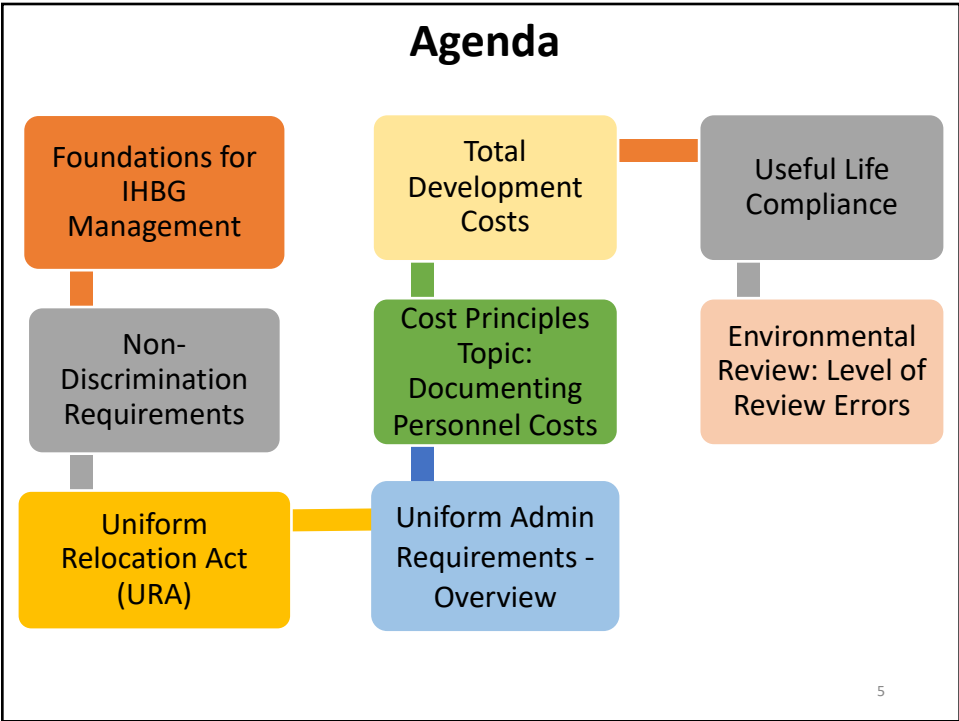 Agenda
Foundations for
IHBG
Management
Non-
Discrimination
Requirements
Uniform
Relocation Act
(URA)
Uniform Admin
Requirements -
Overview
Cost Principles
Topic:
Documenting
Personnel Costs
Total
Development
Costs
Useful Life
Compliance
Environmental
Review: Level of
Review Errors
5